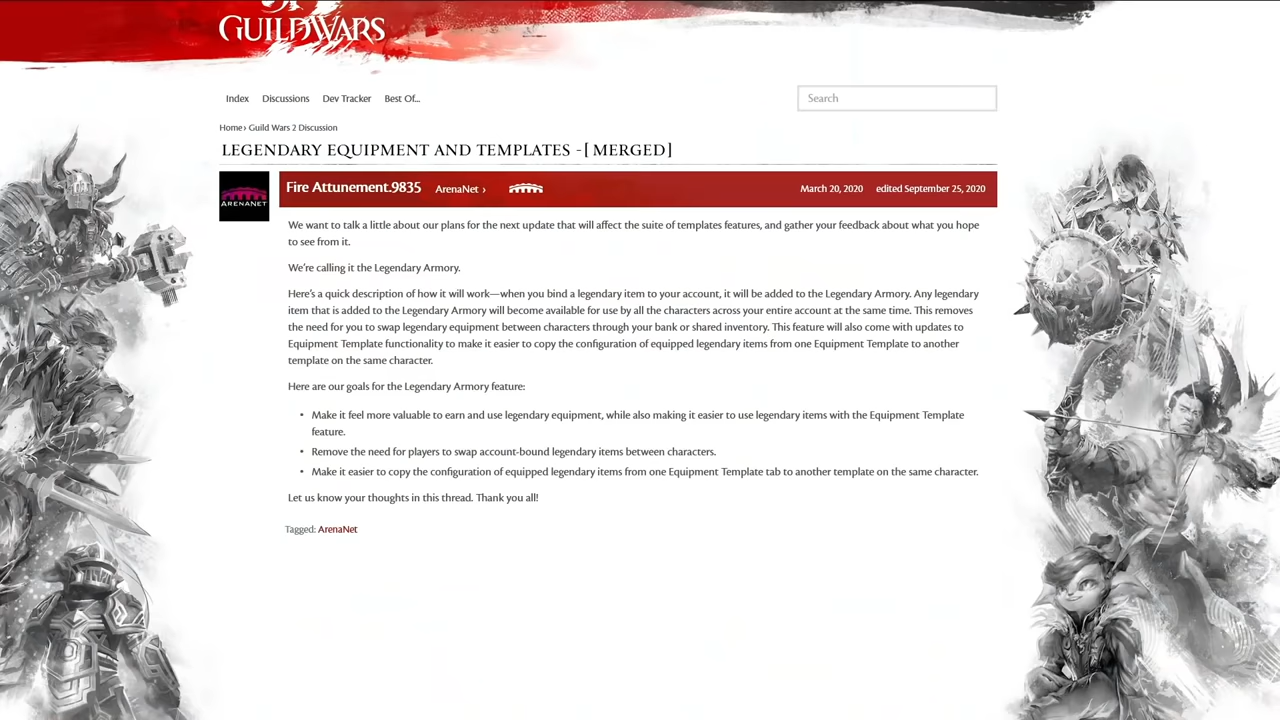 GUILDWARS
Index Discussions Dev Tracker Best Of...
Search
Home › Guild Wars 2 Discussion
LEGENDARY EQUIPMENT AND TEMPLATES - [ MERGED ]
ARENANET
Fire Attunement.9835 ArenaNet ›
March 20, 2020 edited September 25, 2020
We want to talk a little about our plans for the next update that will affect the suite of templates features, and gather your feedback about what you hope
to see from it.
We're calling it the Legendary Armory.
Here's a quick description of how it will work—when you bind a legendary item to your account, it will be added to the Legendary Armory. Any legendary
item that is added to the Legendary Armory will become available for use by all the characters across your entire account at the same time. This removes
the need for you to swap legendary equipment between characters through your bank or shared inventory. This feature will also come with updates to
Equipment Template functionality to make it easier to copy the configuration of equipped legendary items from one Equipment Template to another
template on the same character.
Here are our goals for the Legendary Armory feature:
• Make it feel more valuable to earn and use legendary equipment, while also making it easier to use legendary items with the Equipment Template
feature.
• Remove the need for players to swap account-bound legendary items between characters.
• Make it easier to copy the configuration of equipped legendary items from one Equipment Template tab to another template on the same character.
Let us know your thoughts in this thread. Thank you all!
Tagged: ArenaNet